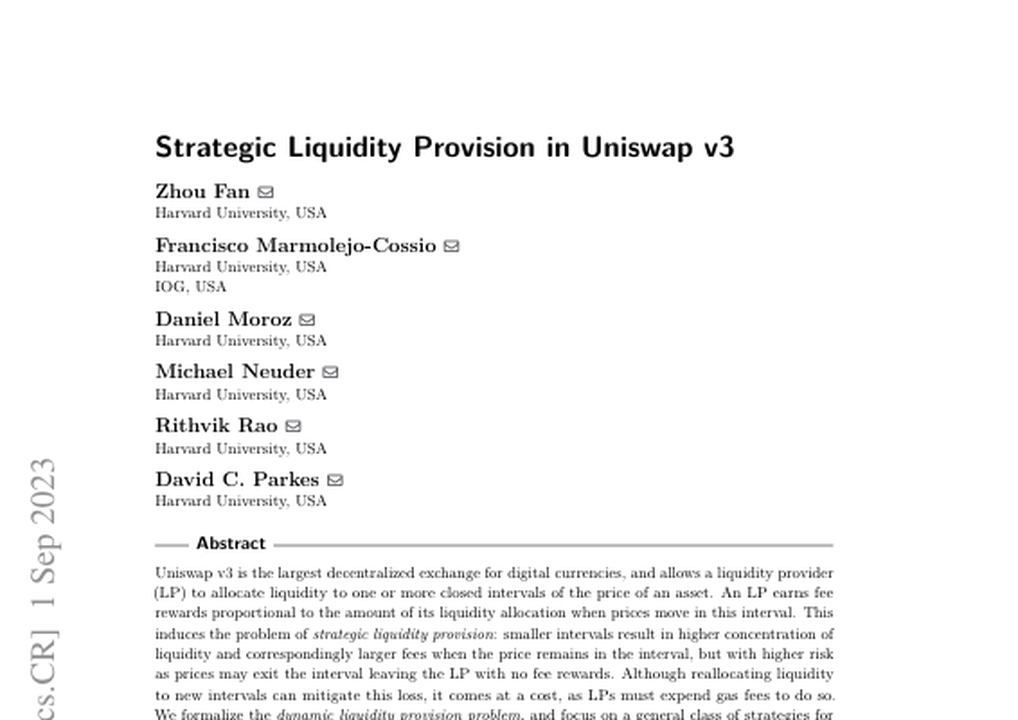 Strategic Liquidity Provision in Uniswap v3
Zhou Fan
Harvard University, USA
Francisco Marmolejo-Cossio
Harvard University, USA
IOG, USA
Daniel Moroz
Harvard University, USA
Michael Neuder
Harvard University, USA
Rithvik Rao
Harvard University, USA
David C. Parkes
Harvard University, USA
Abstract
Uniswap v3 is the largest decentralized exchange for digital currencies, and allows a liquidity provider
(LP) to allocate liquidity to one or more closed intervals of the price of an asset. An LP earns fee
rewards proportional to the amount of its liquidity allocation when prices move in this interval. This
induces the problem of strategic liquidity provision: smaller intervals result in higher concentration of
liquidity and correspondingly larger fees when the price remains in the interval, but with higher risk
as prices may exit the interval leaving the LP with no fee rewards. Although reallocating liquidity
to new intervals can mitigate this loss, it comes at a cost, as LPs must expend gas fees to do so.
We formalize the dynamic liquidity provision problem, and focus on a general class of strategies for
cs.CR] 1 Sep 2023